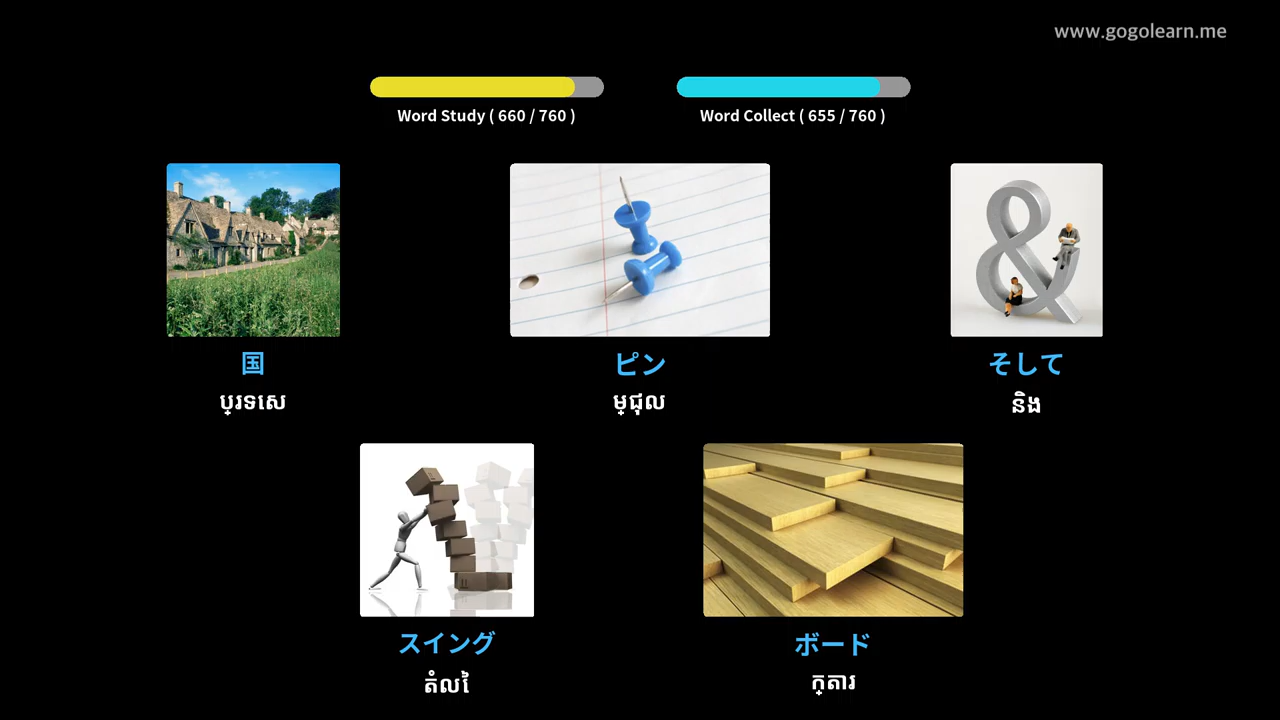 www.gogolearn.me
Word Study ( 660 / 760 )
Word Collect ( 655 / 760 )
国
ピン
そして
ប្រទេស
ម្ជុល
និង
スイング
ボード
តំលៃ
ក្តារ